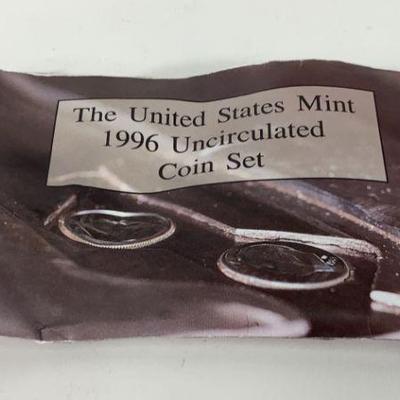 The United States Mint
1996 Uncirculated
Coin Set